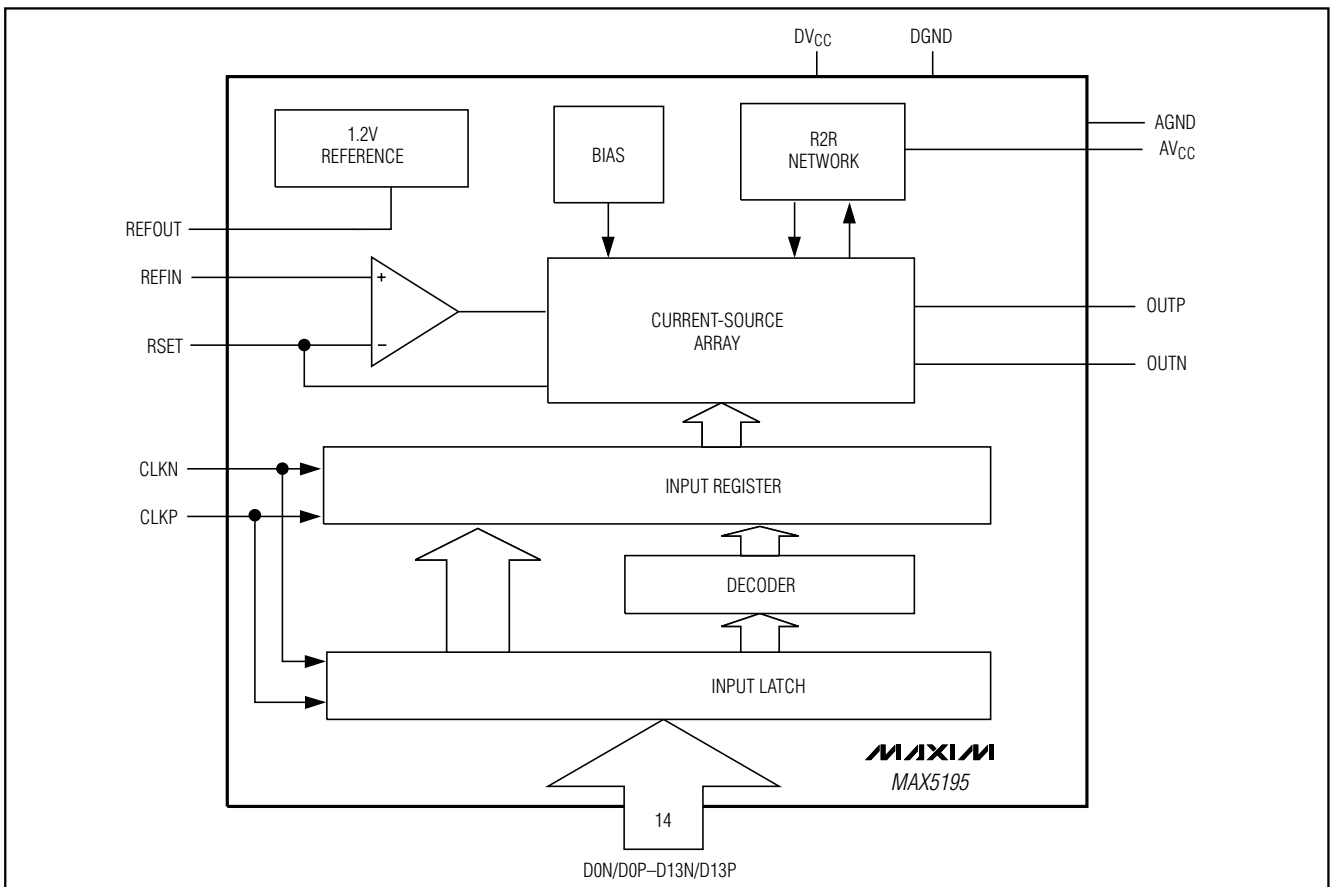 DVCC
DGND
AGND
AVCC
1.2V
REFERENCE
BIAS
R2R
NETWORK
REFOUT
REFIN
+
RSET
−
CURRENT-SOURCE
ARRAY
OUTP
OUTN
CLKN
CLKP
INPUT REGISTER
DECODER
INPUT LATCH
MAXIM
MAX5195
14
D0N/D0P–D13N/D13P